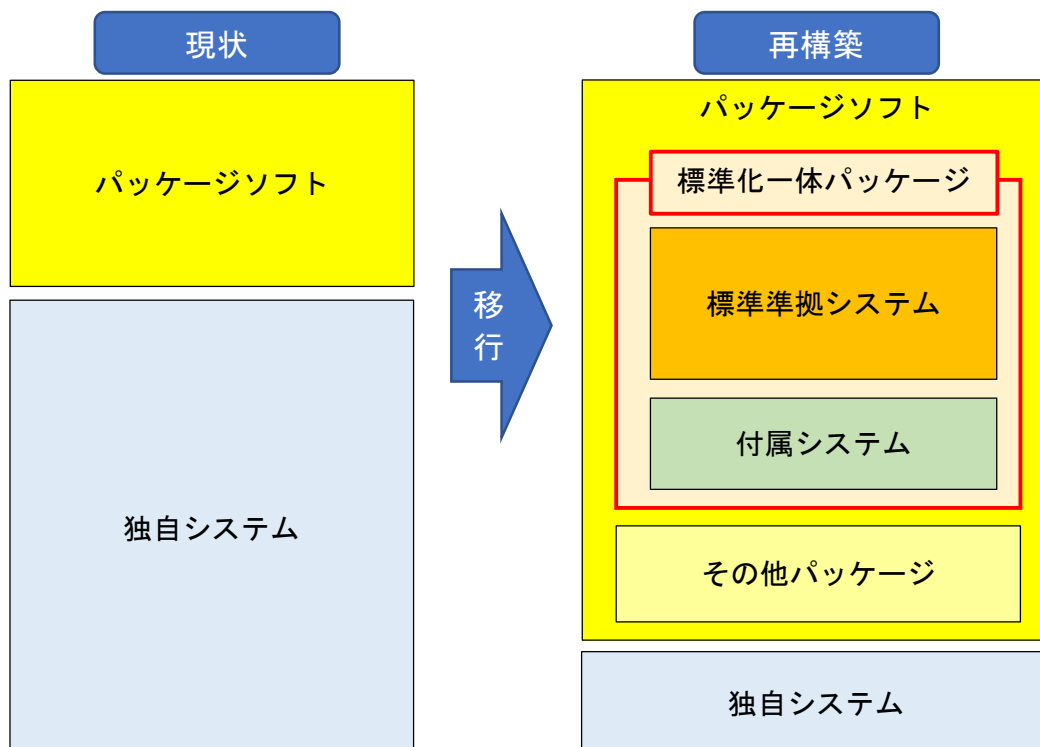 現状
パッケージソフト
独自システム
移
行
再構築
パッケージソフト
標準化一体パッケージ
標準準拠システム
付属システム
その他パッケージ
独自システム